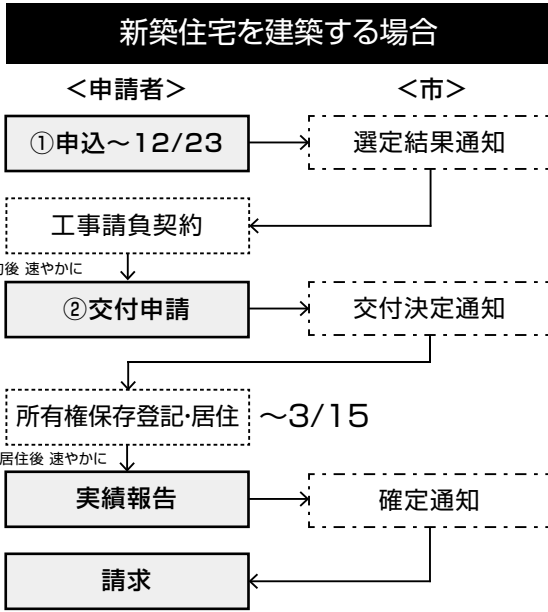 新築住宅を建築する場合
＜申請者＞ ＜市＞
①申込～12/23 選定結果通知
工事請負契約
後 速やかに
②交付申請 交付決定通知
所有権保存登記・居住 ～3/15
居住後 速やかに
実績報告 確定通知
請求